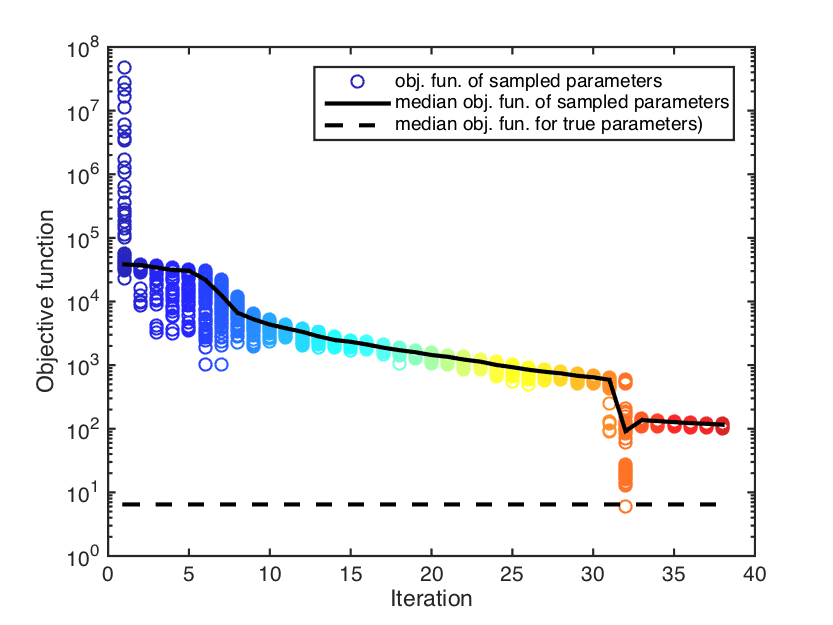 10^8
10^7
10^6
10^5
10^4
10^3
10^2
10^1
10^0
Objective function
obj. fun. of sampled parameters
median obj. fun. of sampled parameters
median obj. fun. for true parameters)
0 5 10 15 20 25 30 35 40
Iteration